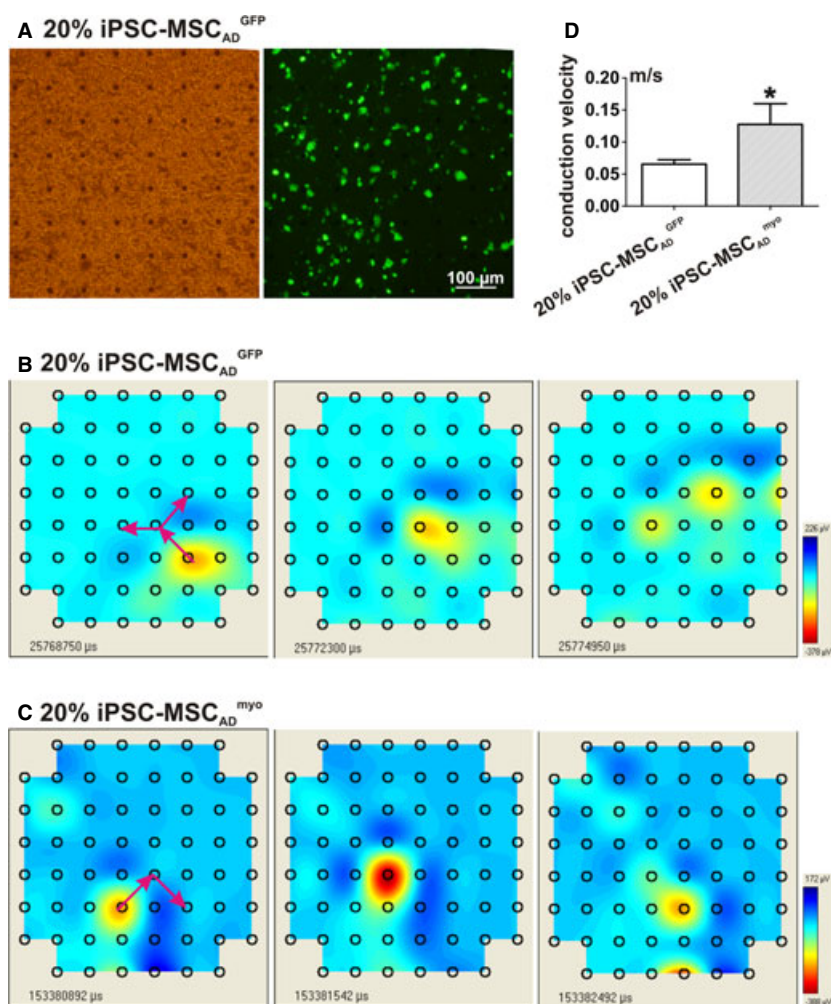 A 20% iPSC-MSC_AD^GFP
100 µm
D
m/s
conduction velocity
0.20
0.15
0.10
0.05
0.00
*
20% iPSC-MSC_AD^GFP
20% iPSC-MSC_AD^myo
B 20% iPSC-MSC_AD^GFP
25768750 µs
25772300 µs
25774950 µs
226 µV
-378 µV
C 20% iPSC-MSC_AD^myo
153380892 µs
153381542 µs
153382492 µs
172 µV